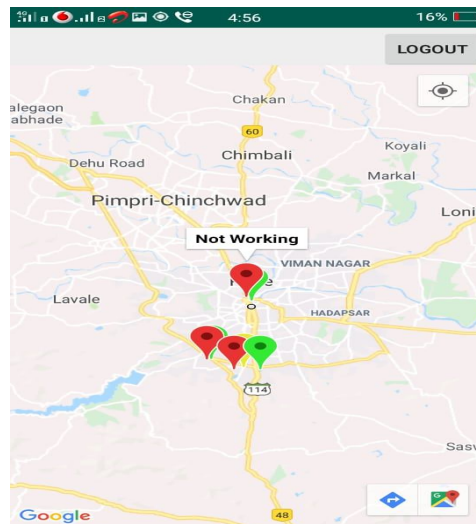 4:56
16%
LOGOUT
alegaon
abhade
Chakan
60
Chimbali
Koyali
Dehu Road
Markal
Pimpri-Chinchwad
Loni
Not Working
VIMAN NAGAR
Lavale
HADAPSAR
114
Sasv
48
Google